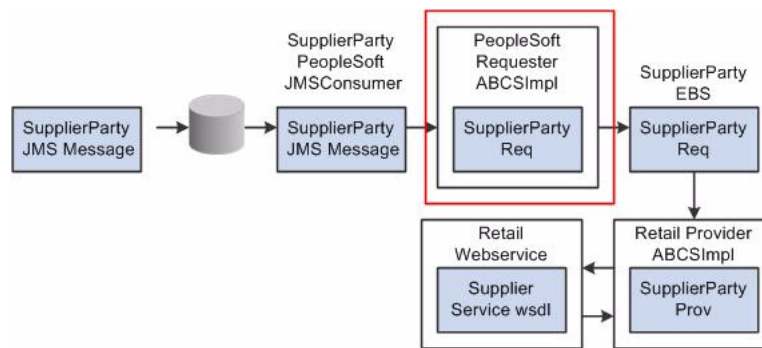 SupplierParty
JMS Message
SupplierParty
PeopleSoft
JMSConsumer
SupplierParty
JMS Message
PeopleSoft
Requester
ABCSImpl
SupplierParty
Req
SupplierParty
EBS
SupplierParty
Req
Retail
Webservice
Supplier
Service wsdl
Retail Provider
ABCSImpl
SupplierParty
Prov